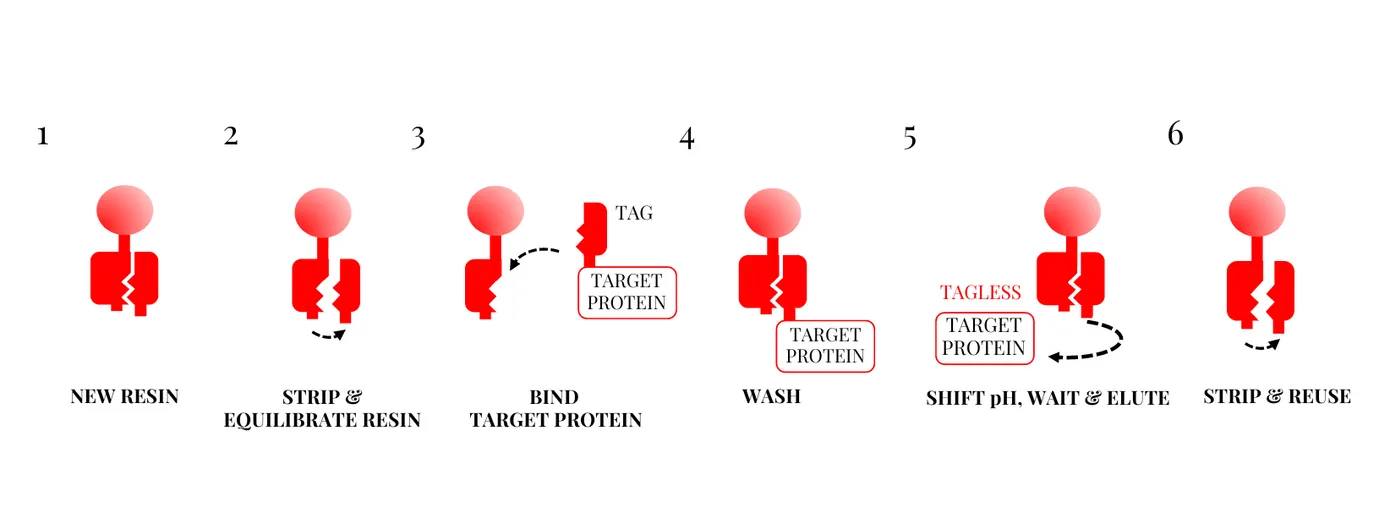 1
2
3
4
5
6
TAG
TARGET
PROTEIN
TARGET
PROTEIN
TAGLESS
TARGET
PROTEIN
NEW RESIN
STRIP &
EQUILIBRATE RESIN
BIND
TARGET PROTEIN
WASH
SHIFT pH, WAIT & ELUTE
STRIP & REUSE